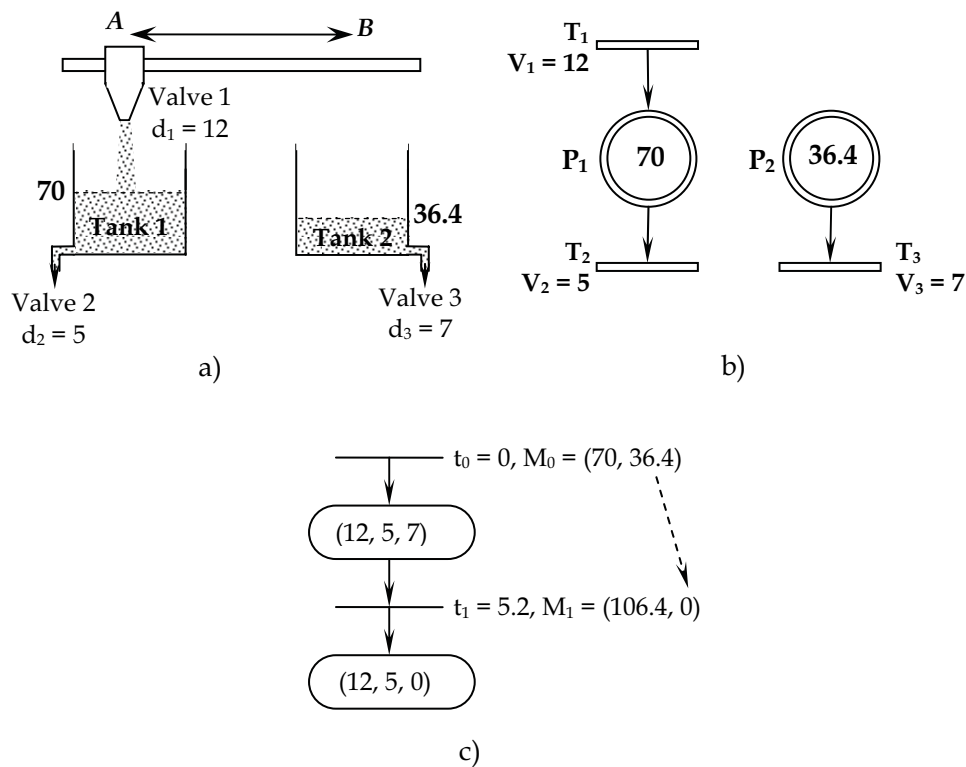 A B
Valve 1
d₁ = 12
70
Tank 1
36.4
Tank 2
Valve 2
d₂ = 5
Valve 3
d₃ = 7
a)
T₁
V₁ = 12
P₁
70
P₂
36.4
T₂
V₂ = 5
T₃
V₃ = 7
b)
t₀ = 0, M₀ = (70, 36.4)
(12, 5, 7)
t₁ = 5.2, M₁ = (106.4, 0)
(12, 5, 0)
c)